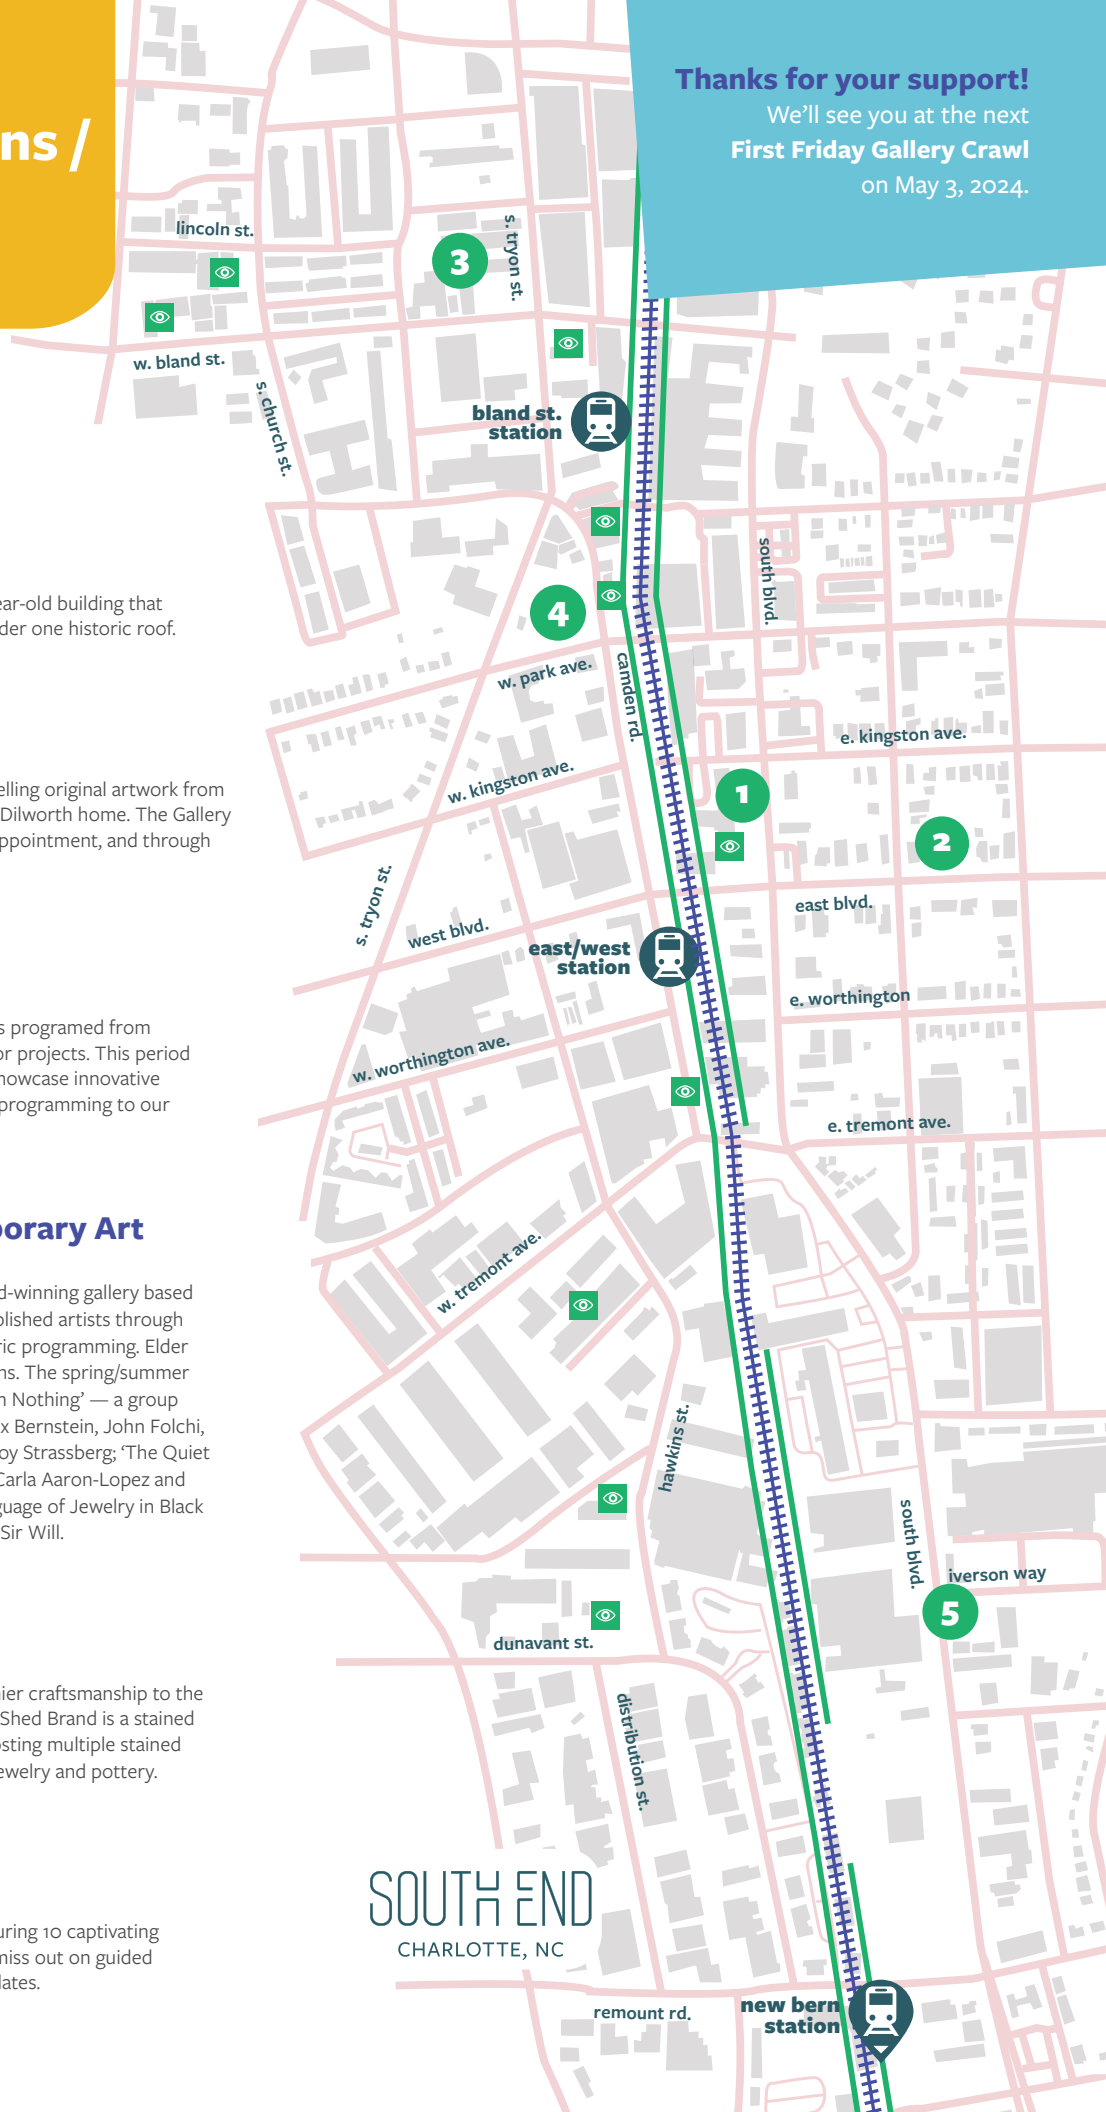 ns /
Thanks for your support!
We'll see you at the next
First Friday Gallery Crawl
on May 3, 2024.
lincoln st.
s. tryon st.
3
w. bland st.
s. church st.
bland st.
station
south blvd.
ear-old building that
der one historic roof.
4
w. park ave.
camden rd.
e. kingston ave.
w. kingston ave.
elling original artwork from
Dilworth home. The Gallery
ppointment, and through
1
2
s. tryon st.
west blvd.
east blvd.
east/west
station
e. worthington
s programed from
or projects. This period
howcase innovative
programming to our
w. worthington ave.
e. tremont ave.
porary Art
w. tremont ave.
d-winning gallery based
blished artists through
ric programming. Elder
ns. The spring/summer
n Nothing' — a group
x Bernstein, John Folchi,
oy Strassberg; 'The Quiet
Carla Aaron-Lopez and
guage of Jewelry in Black
Sir Will.
hawkins st.
south blvd.
iverson way
5
dunavant st.
distribution st.
nier craftsmanship to the
Shed Brand is a stained
osting multiple stained
ewelry and pottery.
SOUTH END
CHARLOTTE, NC
uring 10 captivating
miss out on guided
dates.
remount rd.
new bern
station